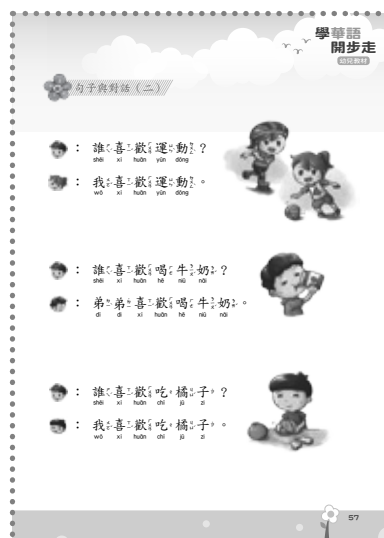 學華語
開步走
幼兒教材
句子與對話（二）
：誰喜歡運動？
shéi xǐ huān yùn dòng
：我喜歡運動。
wǒ xǐ huān yùn dòng
：誰喜歡喝牛奶？
shéi xǐ huān hē niú nǎi
：弟弟喜歡喝牛奶。
dì di xǐ huān hē niú nǎi
：誰喜歡吃橘子？
shéi xǐ huān chī jú zi
：我喜歡吃橘子。
wǒ xǐ huān chī jú zi
57